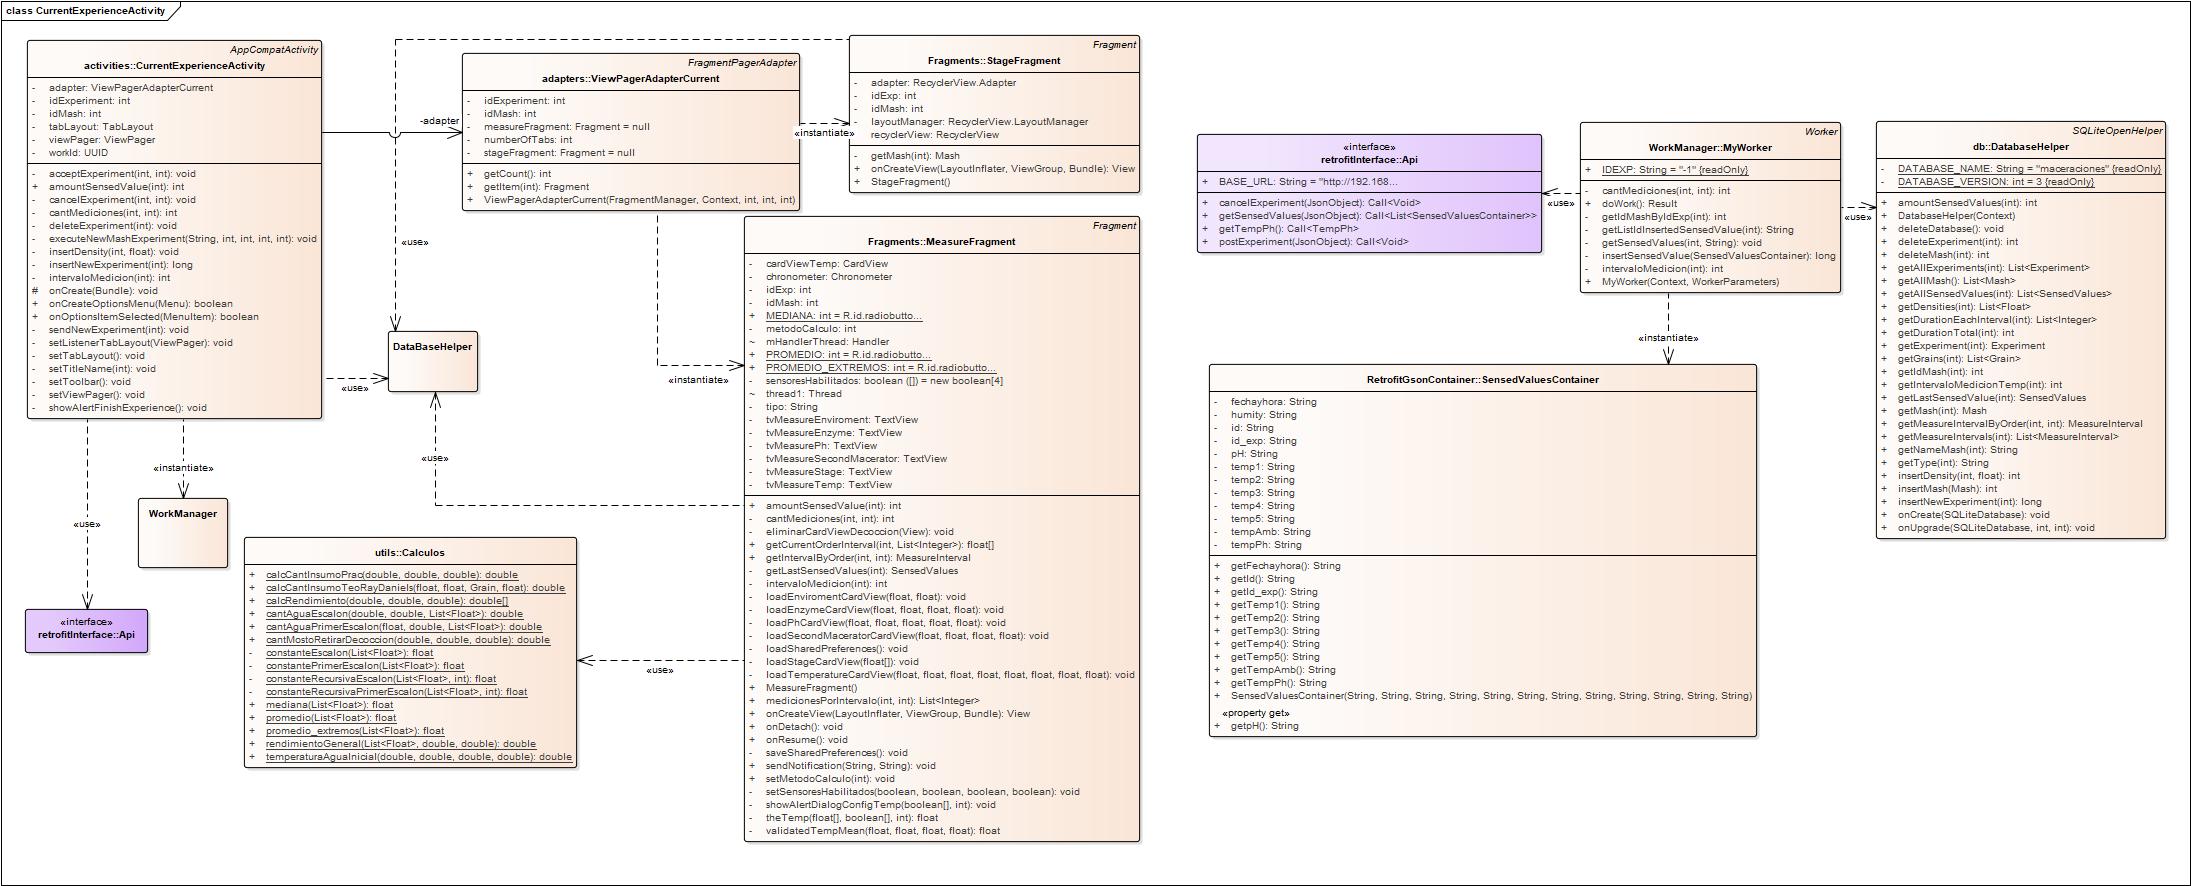 class CurrentExperienceActivity
AppCompatActivity
activities::CurrentExperienceActivity
- adapter: ViewPagerAdapterCurrent
- idExperiment: int
- idMash: int
- tabLayout: TabLayout
- viewPager: ViewPager
- workId: UUID
- acceptExperiment(int, int): void
+ amountSensedValue(int): int
- cancelExperiment(int, int): void
- cantMediciones(int, int): int
- deleteExperiment(int): void
- executeNewMashExperiment(String, int, int, int, int): void
- insertDensity(int, float): void
- insertNewExperiment(int): long
- intervaloMedicion(int): int
# onCreate(Bundle): void
+ onCreateOptionsMenu(Menu): boolean
+ onOptionsItemSelected(MenuItem): boolean
- sendNewExperiment(int): void
- setListenerTabLayout(ViewPager): void
- setTabLayout(): void
- setTitleName(int): void
- setToolbar(): void
- setViewPager(): void
- showAlertFinishExperience(): void
-adapter
FragmentPagerAdapter
adapters::ViewPagerAdapterCurrent
- idExperiment: int
- idMash: int
- measureFragment: Fragment = null
- numberOfTabs: int
- stageFragment: Fragment = null
+ getCount(): int
+ getItem(int): Fragment
+ ViewPagerAdapterCurrent(FragmentManager, Context, int, int, int)
«instantiate»
Fragment
Fragments::StageFragment
- adapter: RecyclerView.Adapter
- idExp: int
- idMash: int
- layoutManager: RecyclerView.LayoutManager
recyclerView: RecyclerView
- getMash(int): Mash
+ onCreateView(LayoutInflater, ViewGroup, Bundle): View
+ StageFragment()
«use»
DataBaseHelper
«use»
«use»
«instantiate»
«instantiate»
«use»
WorkManager
«interface»
retrofitInterface::Api
utils::Calculos
+ calcCantInsumoPrac(double, double, double): double
+ calcCantInsumoTeoRayDaniels(float, float, Grain, float): double
+ calcRendimiento(double, double, double): double[]
+ cantAguaEscalon(double, double, List<Float>): double
+ cantAguaPrimerEscalon(float, double, List<Float>): double
+ cantMostoRetirarDecoccion(double, double, double): double
- constanteEscalon(List<Float>): float
- constantePrimerEscalon(List<Float>): float
- constanteRecursivaEscalon(List<Float>, int): float
- constanteRecursivaPrimerEscalon(List<Float>, int): float
+ mediana(List<Float>): float
+ promedio(List<Float>): float
+ promedio_extremos(List<Float>): float
+ rendimientoGeneral(List<Float>, double, double): double
+ temperaturaAguaInicial(double, double, double, double): double
«use»
Fragment
Fragments::MeasureFragment
- cardViewTemp: CardView
- chronometer: Chronometer
- idExp: int
- idMash: int
+ MEDIANA: int = R.id.radiobutto...
- metodoCalculo: int
~ mHandlerThread: Handler
+ PROMEDIO: int = R.id.radiobutto...
+ PROMEDIO_EXTREMOS: int = R.id.radiobutto...
- sensoresHabilitados: boolean ([]) = new boolean[4]
~ thread1: Thread
- tipo: String
- tvMeasureEnviroment: TextView
- tvMeasureEnzyme: TextView
- tvMeasurePh: TextView
- tvMeasureSecondMacerator: TextView
- tvMeasureStage: TextView
- tvMeasureTemp: TextView
+ amountSensedValue(int): int
- cantMediciones(int, int): int
- eliminarCardViewDecoccion(View): void
+ getCurrentOrderInterval(int, List<Integer>): float[]
+ getIntervalByOrder(int, int): MeasureInterval
- getLastSensedValues(int): SensedValues
- intervaloMedicion(int): int
- loadEnviromentCardView(float, float): void
- loadEnzymeCardView(float, float, float, float): void
- loadPhCardView(float, float, float, float): void
- loadSecondMaceratorCardView(float, float, float, float): void
- loadSharedPreferences(): void
- loadStageCardView(float[]): void
- loadTemperatureCardView(float, float, float, float, float, float, float): void
+ MeasureFragment()
+ medicionesPorIntervalo(int, int): List<Integer>
+ onCreateView(LayoutInflater, ViewGroup, Bundle): View
+ onDetach(): void
+ onResume(): void
- saveSharedPreferences(): void
+ sendNotification(String, String): void
+ setMetodoCalculo(int): void
- setSensoresHabilitados(boolean, boolean, boolean, boolean): void
- showAlertDialogConfigTemp(boolean[], int): void
- theTemp(float[], boolean[], int): float
- validatedTempMean(float, float, float, float): float
«interface»
retrofitInterface::Api
+ BASE_URL: String = "http://192.168...
+ cancelExperiment(JsonObject): Call<Void>
+ getSensedValues(JsonObject): Call<List<SensedValuesContainer>>
+ getTempPh(): Call<TempPh>
+ postExperiment(JsonObject): Call<Void>
«use»
Worker
WorkManager::MyWorker
+ IDEXP: String = "-1" {readOnly}
- cantMediciones(int, int): int
+ doWork(): Result
- getIdMashByIdExp(int): int
- getListIdInsertedSensedValue(int): String
- getSensedValues(int, String): void
- insertSensedValue(SensedValuesContainer): long
- intervaloMedicion(int): int
+ MyWorker(Context, WorkerParameters)
«use»
«instantiate»
SQLiteOpenHelper
db::DatabaseHelper
- DATABASE_NAME: String = "maceraciones" {readOnly}
- DATABASE_VERSION: int = 3 {readOnly}
+ amountSensedValues(int): int
+ DatabaseHelper(Context)
+ deleteDatabase(): void
+ deleteExperiment(int): int
+ deleteMash(int): int
+ getAllExperiments(int): List<Experiment>
+ getAllMash(): List<Mash>
+ getAllSensedValues(int): List<SensedValues>
+ getDensities(int): List<Float>
+ getDurationEachInterval(int): List<Integer>
+ getDurationTotal(int): int
+ getExperiment(int): Experiment
+ getGrains(int): List<Grain>
+ getIdMash(int): int
+ getIntervaloMedicionTemp(int): int
+ getLastSensedValue(int): SensedValues
+ getMash(int): Mash
+ getMeasureIntervalByOrder(int, int): MeasureInterval
+ getMeasureIntervals(int): List<MeasureInterval>
+ getNameMash(int): String
+ getType(int): String
+ insertDensity(int, float): int
+ insertMash(Mash): int
+ insertNewExperiment(int): long
+ onCreate(SQLiteDatabase): void
+ onUpgrade(SQLiteDatabase, int, int): void
RetrofitGsonContainer::SensedValuesContainer
- fechayhora: String
- humity: String
- id: String
- id_exp: String
- pH: String
- temp1: String
- temp2: String
- temp3: String
- temp4: String
- temp5: String
- tempAmb: String
- tempPh: String
+ getFechayhora(): String
+ getId(): String
+ getId_exp(): String
+ getTemp1(): String
+ getTemp2(): String
+ getTemp3(): String
+ getTemp4(): String
+ getTemp5(): String
+ getTempAmb(): String
+ getTempPh(): String
+ SensedValuesContainer(String, String, String, String, String, String, String, String, String, String, String, String)
«property get»
+ getpH(): String